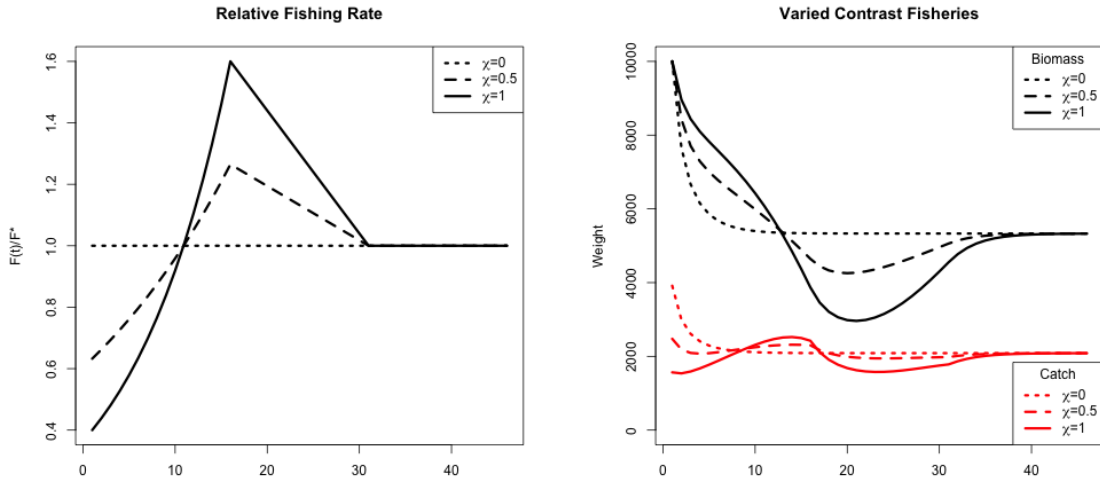 Relative Fishing Rate
F(t)/F*
0.4 0.6 0.8 1.0 1.2 1.4 1.6
0 10 20 30 40
χ=0
χ=0.5
χ=1
Varied Contrast Fisheries
Weight
0 2000 4000 6000 8000 10000
0 10 20 30 40
Biomass
χ=0
χ=0.5
χ=1
Catch
χ=0
χ=0.5
χ=1